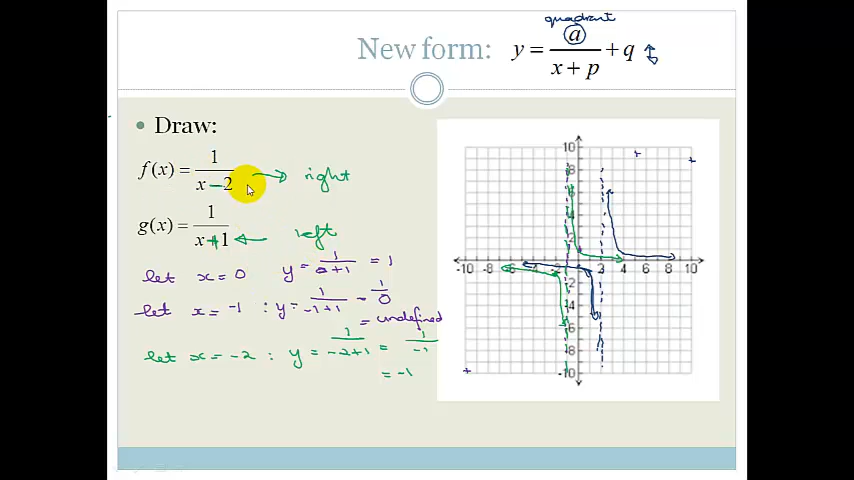 quadrant
New form: y = a / x + p + q
Draw:
f(x) = 1 / x − 2 → right
g(x) = 1 / x + 1 ← left
let x = 0 y = 1 / 0+1 = 1
let x = -1 : y = 1 / -1+1 = 1 / 0
= undefined
let x = -2 : y = 1 / -2+1 = 1 / -1
= -1
10
8
6
4
2
-10 -8 -6 -4 -2 2 4 6 8 10
-2
-4
-6
-8
-10